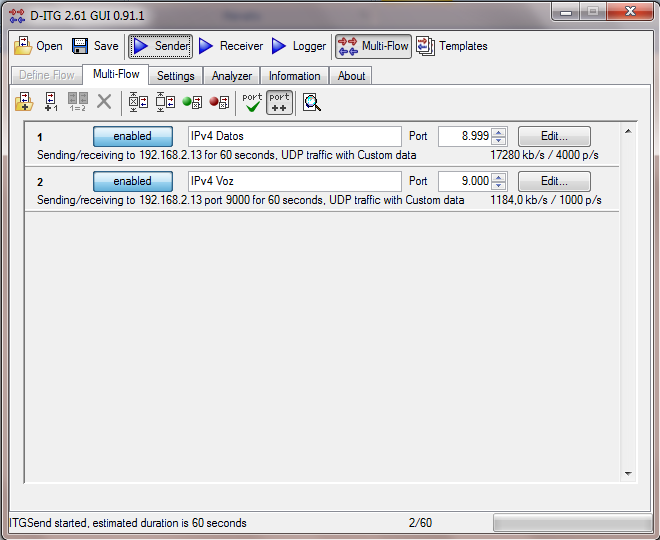 D-ITG 2.61 GUI 0.91.1
Open Save Sender Receiver Logger Multi-Flow Templates
Define Flow Multi-Flow Settings Analyzer Information About
+1 1=2 port port ++
1 enabled IPv4 Datos Port 8.999 Edit...
Sending/receiving to 192.168.2.13 for 60 seconds, UDP traffic with Custom data 17280 kb/s / 4000 p/s
2 enabled IPv4 Voz Port 9.000 Edit...
Sending/receiving to 192.168.2.13 port 9000 for 60 seconds, UDP traffic with Custom data 1184,0 kb/s / 1000 p/s
ITGSend started, estimated duration is 60 seconds 2/60